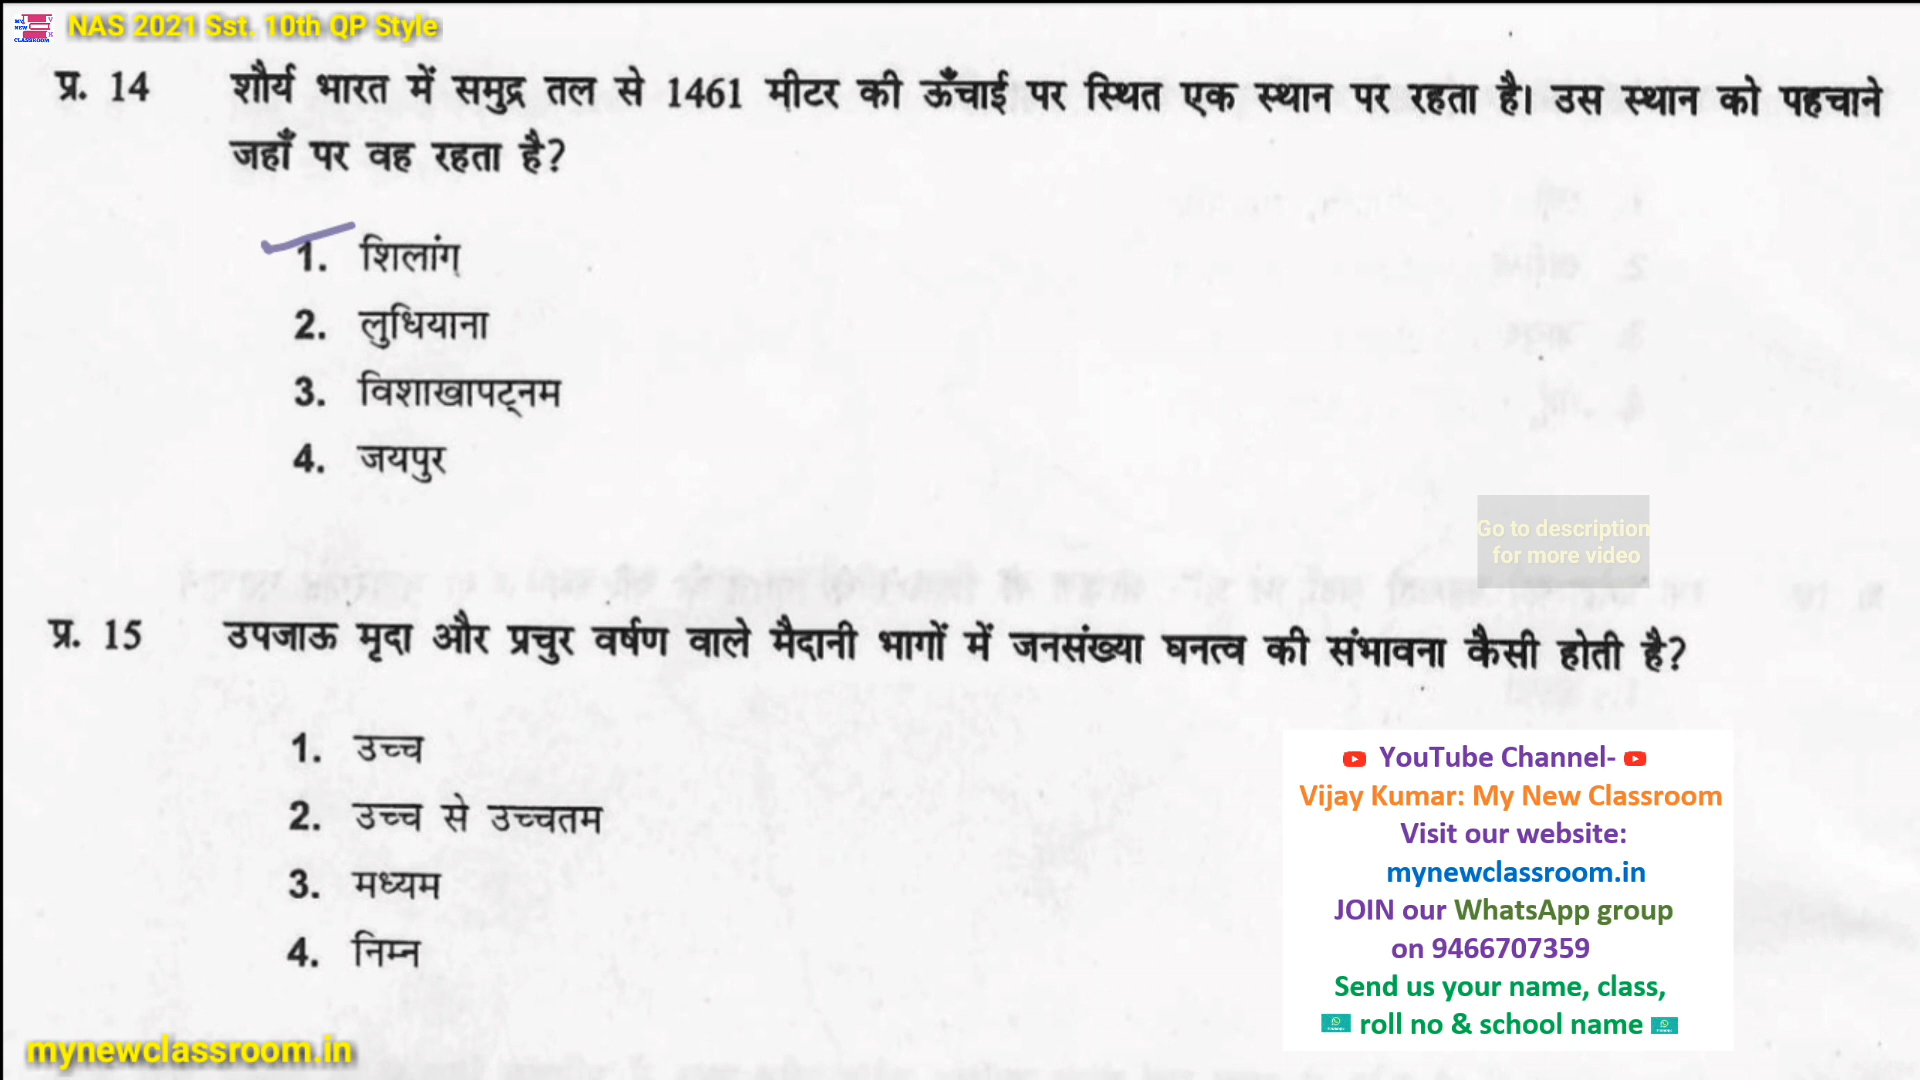 NAS 2021 Sst. 10th QP Style
प्र. 14 शौर्य भारत में समुद्र तल से 1461 मीटर की ऊँचाई पर स्थित एक स्थान पर रहता है। उस स्थान को पहचाने
जहाँ पर वह रहता है?
1. शिलांग्
2. लुधियाना
3. विशाखापट्नम
4. जयपुर
Go to description
for more video
प्र. 15 उपजाऊ मृदा और प्रचुर वर्षण वाले मैदानी भागों में जनसंख्या घनत्व की संभावना कैसी होती है?
1. उच्च
2. उच्च से उच्चतम
3. मध्यम
4. निम्न
YouTube Channel-
Vijay Kumar: My New Classroom
Visit our website:
mynewclassroom.in
JOIN our WhatsApp group
on 9466707359
Send us your name, class,
roll no & school name
mynewclassroom.in